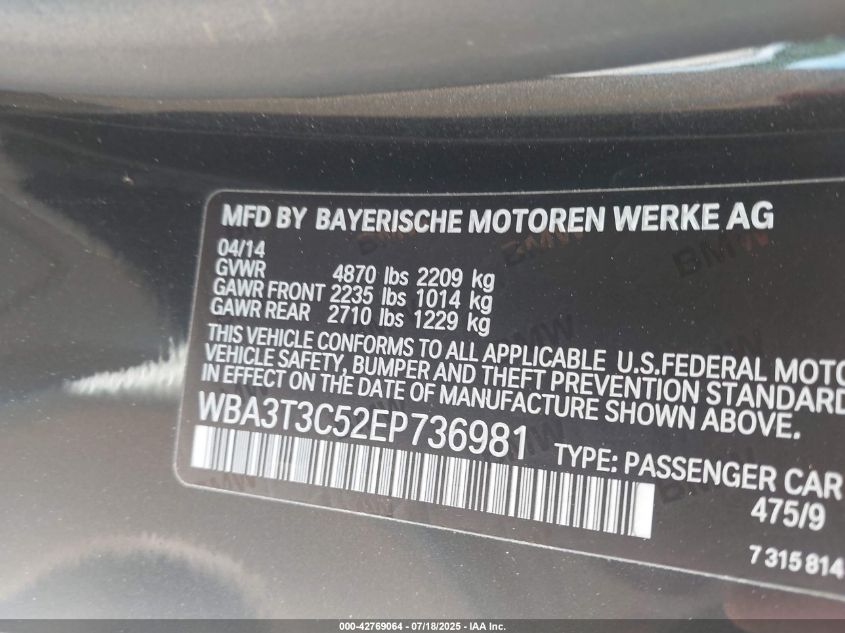 MFD BY BAYERISCHE MOTOREN WERKE AG
04/14
GVWR 4870 lbs 2209 kg
GAWR FRONT 2235 lbs 1014 kg
GAWR REAR 2710 lbs 1229 kg
THIS VEHICLE CONFORMS TO ALL APPLICABLE U.S.FEDERAL MOTO
VEHICLE SAFETY, BUMPER AND THEFT PREVENTION STANDARD
IN EFFECT ON THE DATE OF MANUFACTURE SHOWN ABOVE.
WBA3T3C52EP736981 TYPE: PASSENGER CAR
475/9
7 315 814
000-42769064 - 07/18/2025 - IAA Inc.